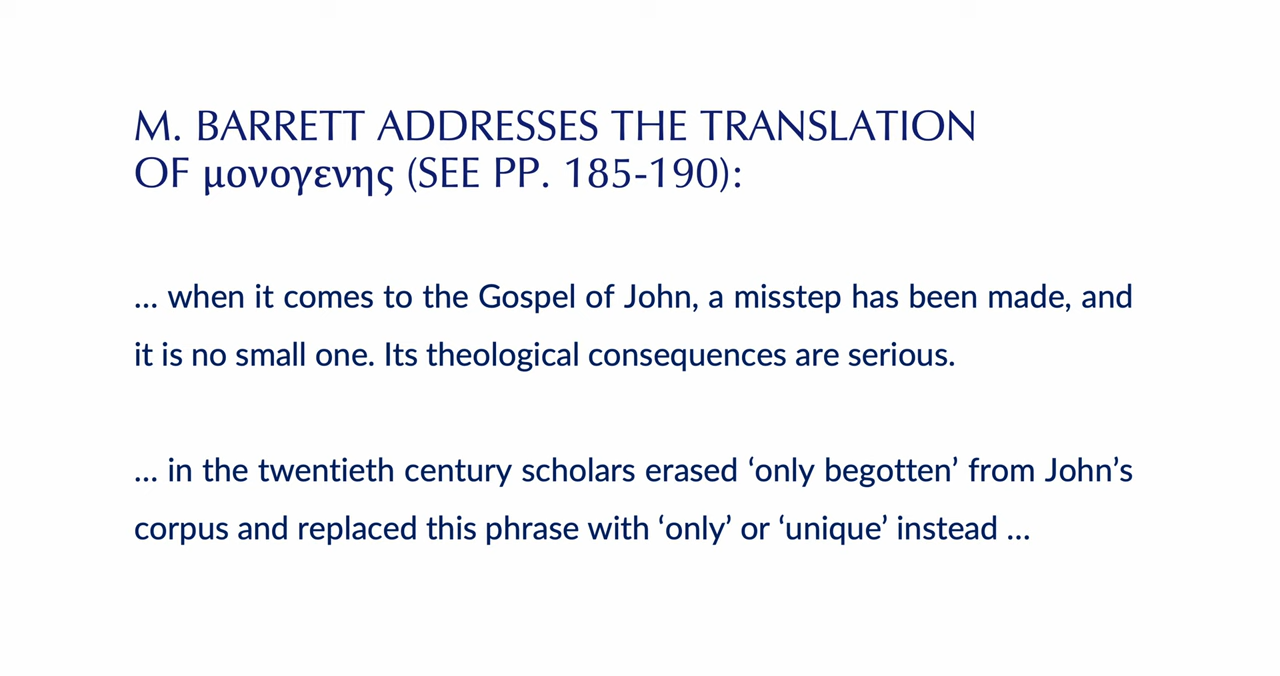 M. BARRETT ADDRESSES THE TRANSLATION
OF μονογενης (SEE PP. 185-190):
... when it comes to the Gospel of John, a misstep has been made, and
it is no small one. Its theological consequences are serious.
... in the twentieth century scholars erased ‘only begotten’ from John’s
corpus and replaced this phrase with ‘only’ or ‘unique’ instead ...